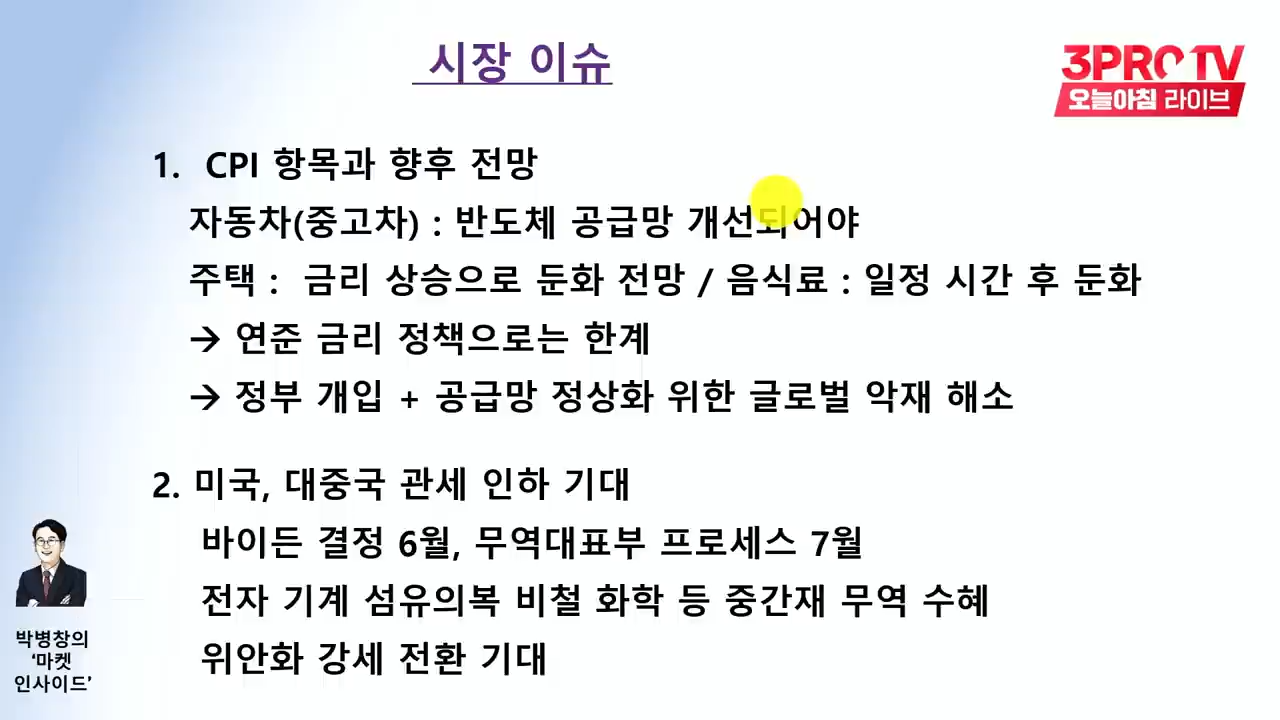 시장 이슈
3PRO TV
오늘아침 라이브
1. CPI 항목과 향후 전망
자동차(중고차) : 반도체 공급망 개선되어야
주택 : 금리 상승으로 둔화 전망 / 음식료 : 일정 시간 후 둔화
→ 연준 금리 정책으로는 한계
→ 정부 개입 + 공급망 정상화 위한 글로벌 악재 해소
2. 미국, 대중국 관세 인하 기대
바이든 결정 6월, 무역대표부 프로세스 7월
전자 기계 섬유의복 비철 화학 등 중간재 무역 수혜
위안화 강세 전환 기대
박병창의
‘마켓
인사이드’